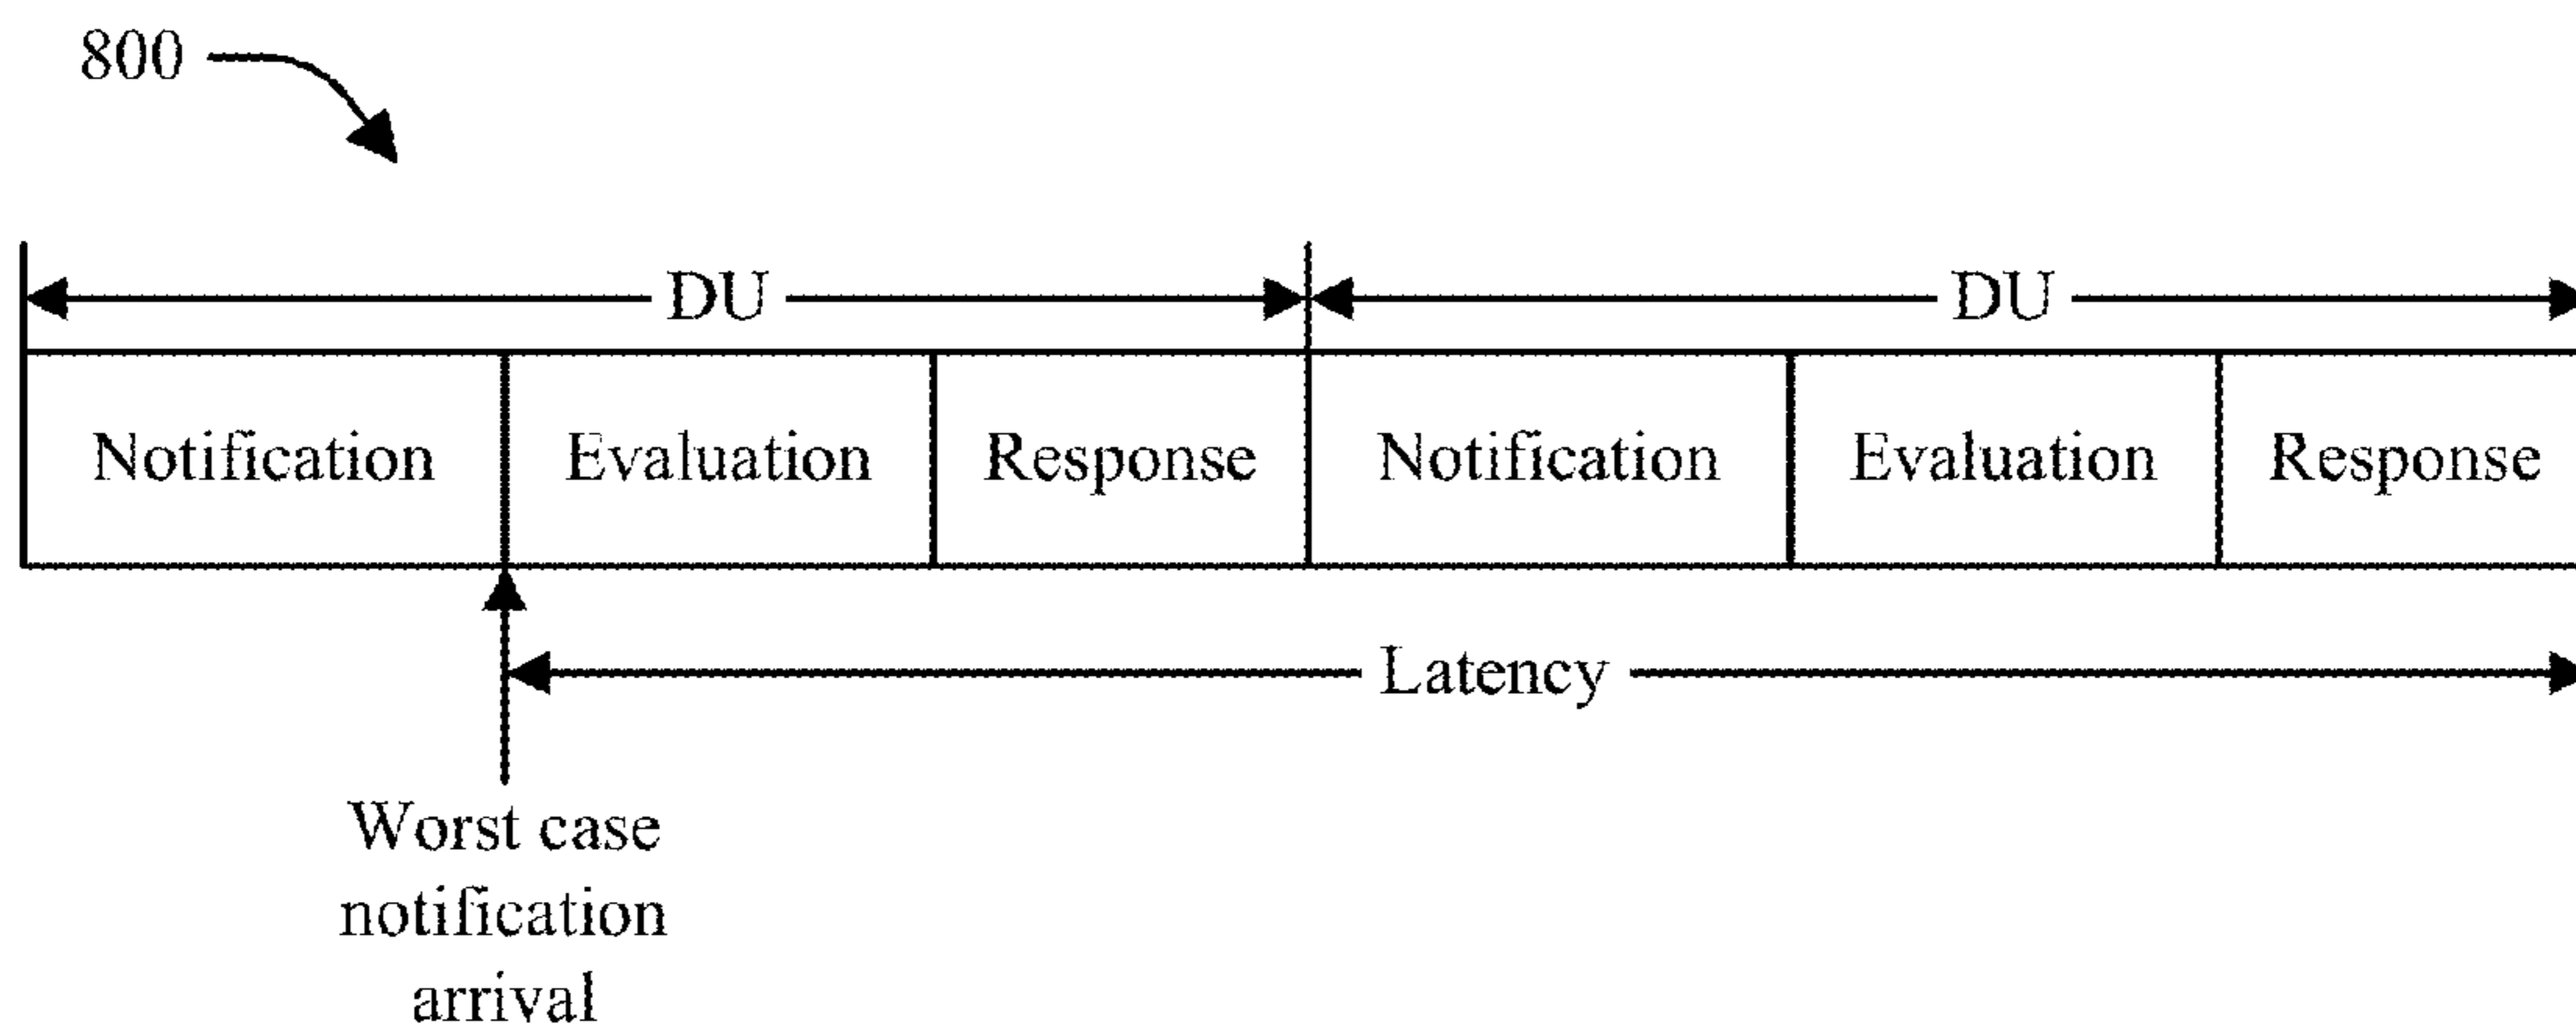 800
DU DU
Notification Evaluation Response Notification Evaluation Response
Latency
Worst case
notification
arrival